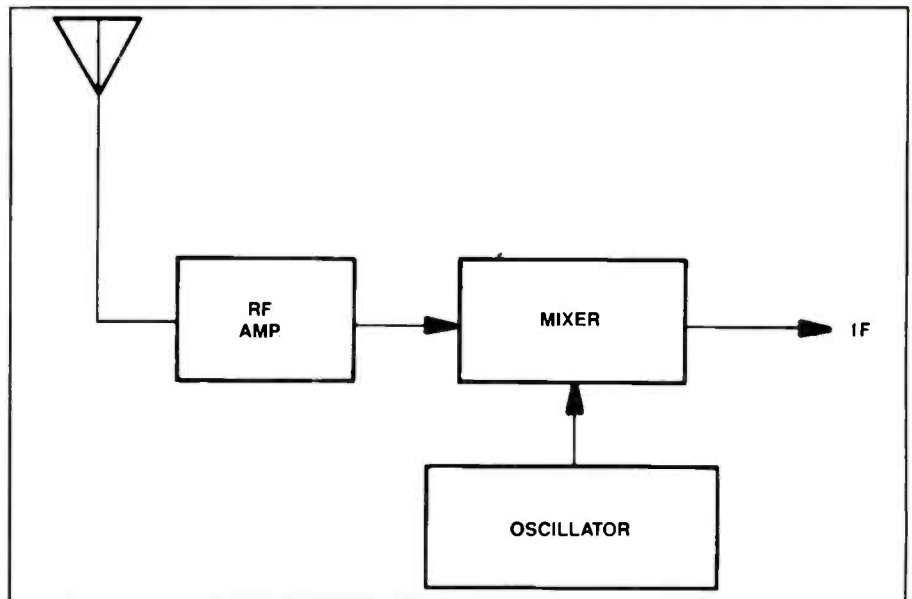 RF
AMP.
MIXER
IF
OSCILLATOR